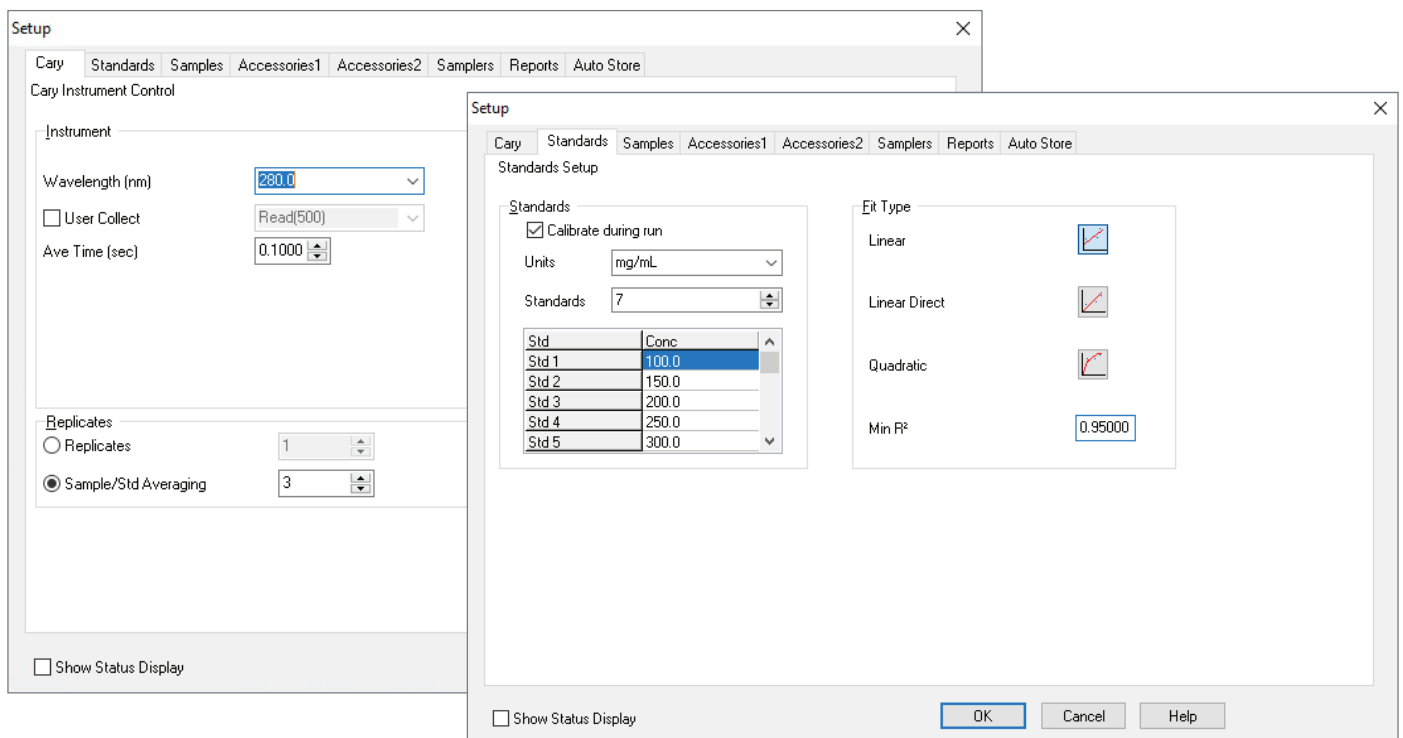 Setup
Cary Standards Samples Accessories1 Accessories2 Samplers Reports Auto Store
Cary Instrument Control
Instrument
Wavelength (nm) 280.0
User Collect Read(500)
Ave Time (sec) 0.1000
Replicates
Replicates 1
Sample/Std Averaging 3
Show Status Display
Setup
Cary Standards Samples Accessories1 Accessories2 Samplers Reports Auto Store
Standards Setup
Standards
Calibrate during run
Units mg/mL
Standards 7
Std Conc
Std 1 100.0
Std 2 150.0
Std 3 200.0
Std 4 250.0
Std 5 300.0
Fit Type
Linear
Linear Direct
Quadratic
Min R² 0.95000
Show Status Display
OK Cancel Help